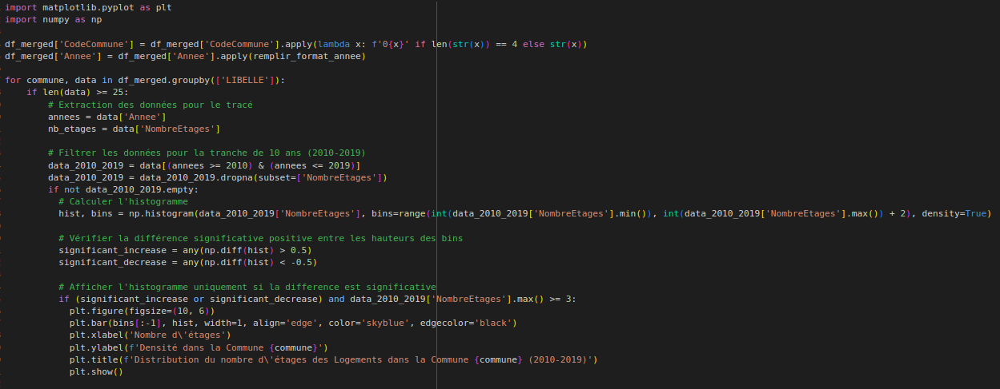 import matplotlib.pyplot as plt
import numpy as np

df_merged['CodeCommune'] = df_merged['CodeCommune'].apply(lambda x: f'0{x}' if len(str(x)) == 4 else str(x))
df_merged['Annee'] = df_merged['Annee'].apply(remplir_format_annee)

for commune, data in df_merged.groupby(['LIBELLE']):
    if len(data) >= 25:
        # Extraction des données pour le tracé
        annees = data['Annee']
        nb_etages = data['NombreEtages']

        # Filtrer les données pour la tranche de 10 ans (2010-2019)
        data_2010_2019 = data[(annees >= 2010) & (annees <= 2019)]
        data_2010_2019 = data_2010_2019.dropna(subset=['NombreEtages'])
        if not data_2010_2019.empty:
          # Calculer l'histogramme
          hist, bins = np.histogram(data_2010_2019['NombreEtages'], bins=range(int(data_2010_2019['NombreEtages'].min()), int(data_2010_2019['NombreEtages'].max()) + 2), density=True)

          # Vérifier la différence significative positive entre les hauteurs des bins
          significant_increase = any(np.diff(hist) > 0.5)
          significant_decrease = any(np.diff(hist) < -0.5)

          # Afficher l'histogramme uniquement si la difference est significative
          if (significant_increase or significant_decrease) and data_2010_2019['NombreEtages'].max() >= 3:
            plt.figure(figsize=(10, 6))
            plt.bar(bins[:-1], hist, width=1, align='edge', color='skyblue', edgecolor='black')
            plt.xlabel('Nombre d\'étages')
            plt.ylabel(f'Densité dans la Commune {commune}')
            plt.title(f'Distribution du nombre d\'étages des Logements dans la Commune {commune} (2010-2019)')
            plt.show()